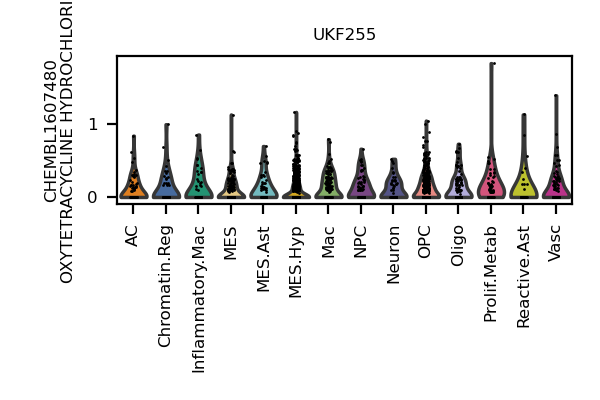 UKF255
CHEMBL1607480
OXYTETRACYCLINE HYDROCHLORI
1
0
AC
Chromatin.Reg
Inflammatory.Mac
MES
MES.Ast
MES.Hyp
Mac
NPC
Neuron
OPC
Oligo
Prolif.Metab
Reactive.Ast
Vasc